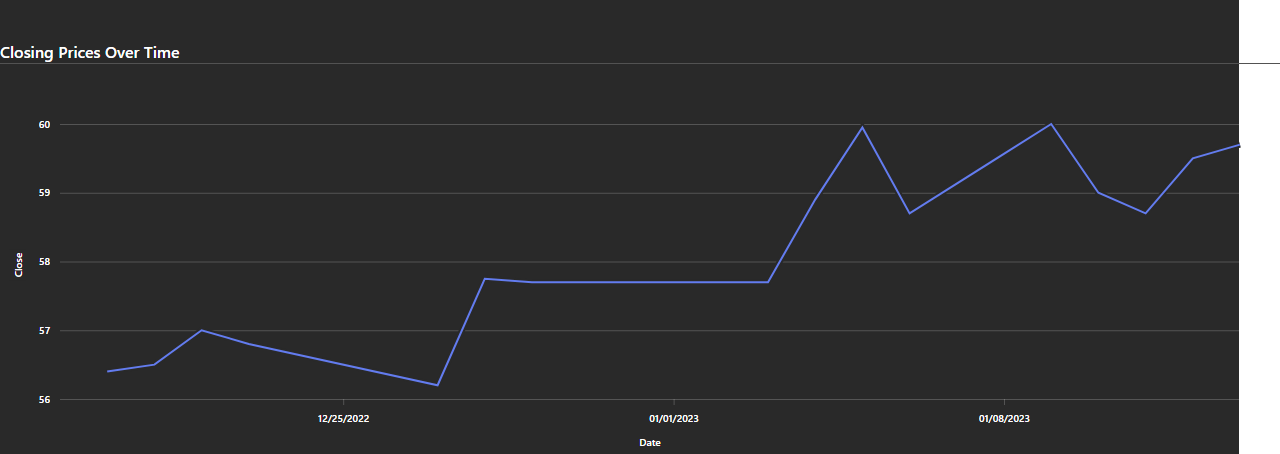 Closing Prices Over Time
60
59
58
57
56
Close
12/25/2022
01/01/2023
01/08/2023
Date